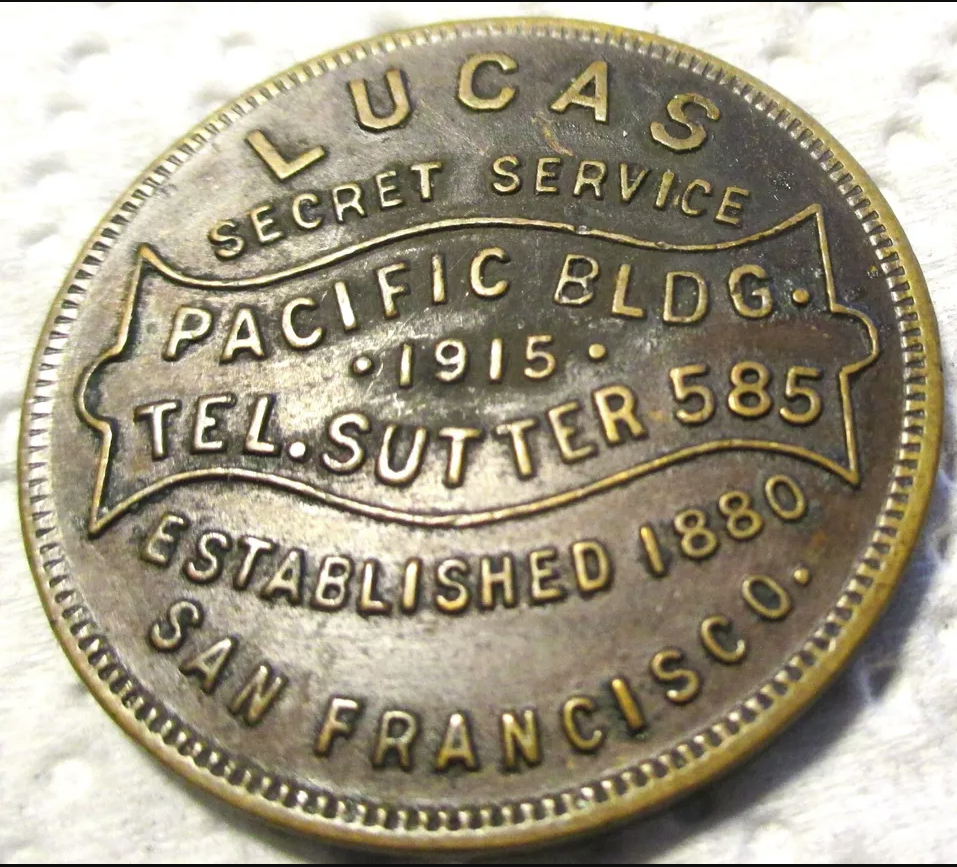 LUCAS
SECRET SERVICE
PACIFIC BLDG.
·1915·
TEL. SUTTER 585
ESTABLISHED 1880
SAN FRANCISCO.